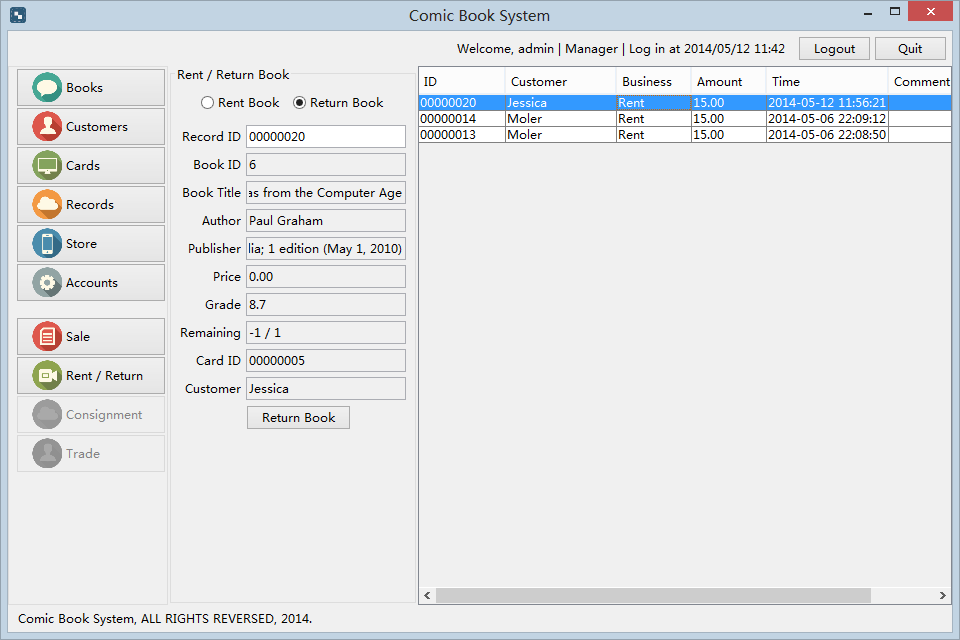 Comic Book System
Welcome, admin | Manager | Log in at 2014/05/12 11:42
Logout
Quit
Books
Customers
Cards
Records
Store
Accounts
Sale
Rent / Return
Consignment
Trade
Rent / Return Book
Rent Book
Return Book
Record ID 00000020
Book ID 6
Book Title as from the Computer Age
Author Paul Graham
Publisher lia; 1 edition (May 1, 2010)
Price 0.00
Grade 8.7
Remaining -1 / 1
Card ID 00000005
Customer Jessica
Return Book
ID Customer Business Amount Time Comment
00000020 Jessica Rent 15.00 2014-05-12 11:56:21
00000014 Moler Rent 15.00 2014-05-06 22:09:12
00000013 Moler Rent 15.00 2014-05-06 22:08:50
Comic Book System, ALL RIGHTS REVERSED, 2014.